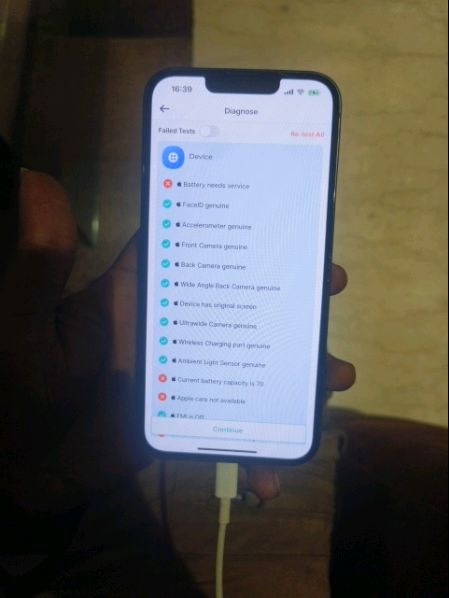 16:39
Diagnose
Failed Tests
Re-test All
Device
Battery needs service
FaceID genuine
Accelerometer genuine
Front Camera genuine
Back Camera genuine
Wide Angle Back Camera genuine
Device has original screen
Ultrawide Camera genuine
Wireless Charging part genuine
Ambient Light Sensor genuine
Current battery capacity is 70
Apple care not available
FMI is Off
Continue